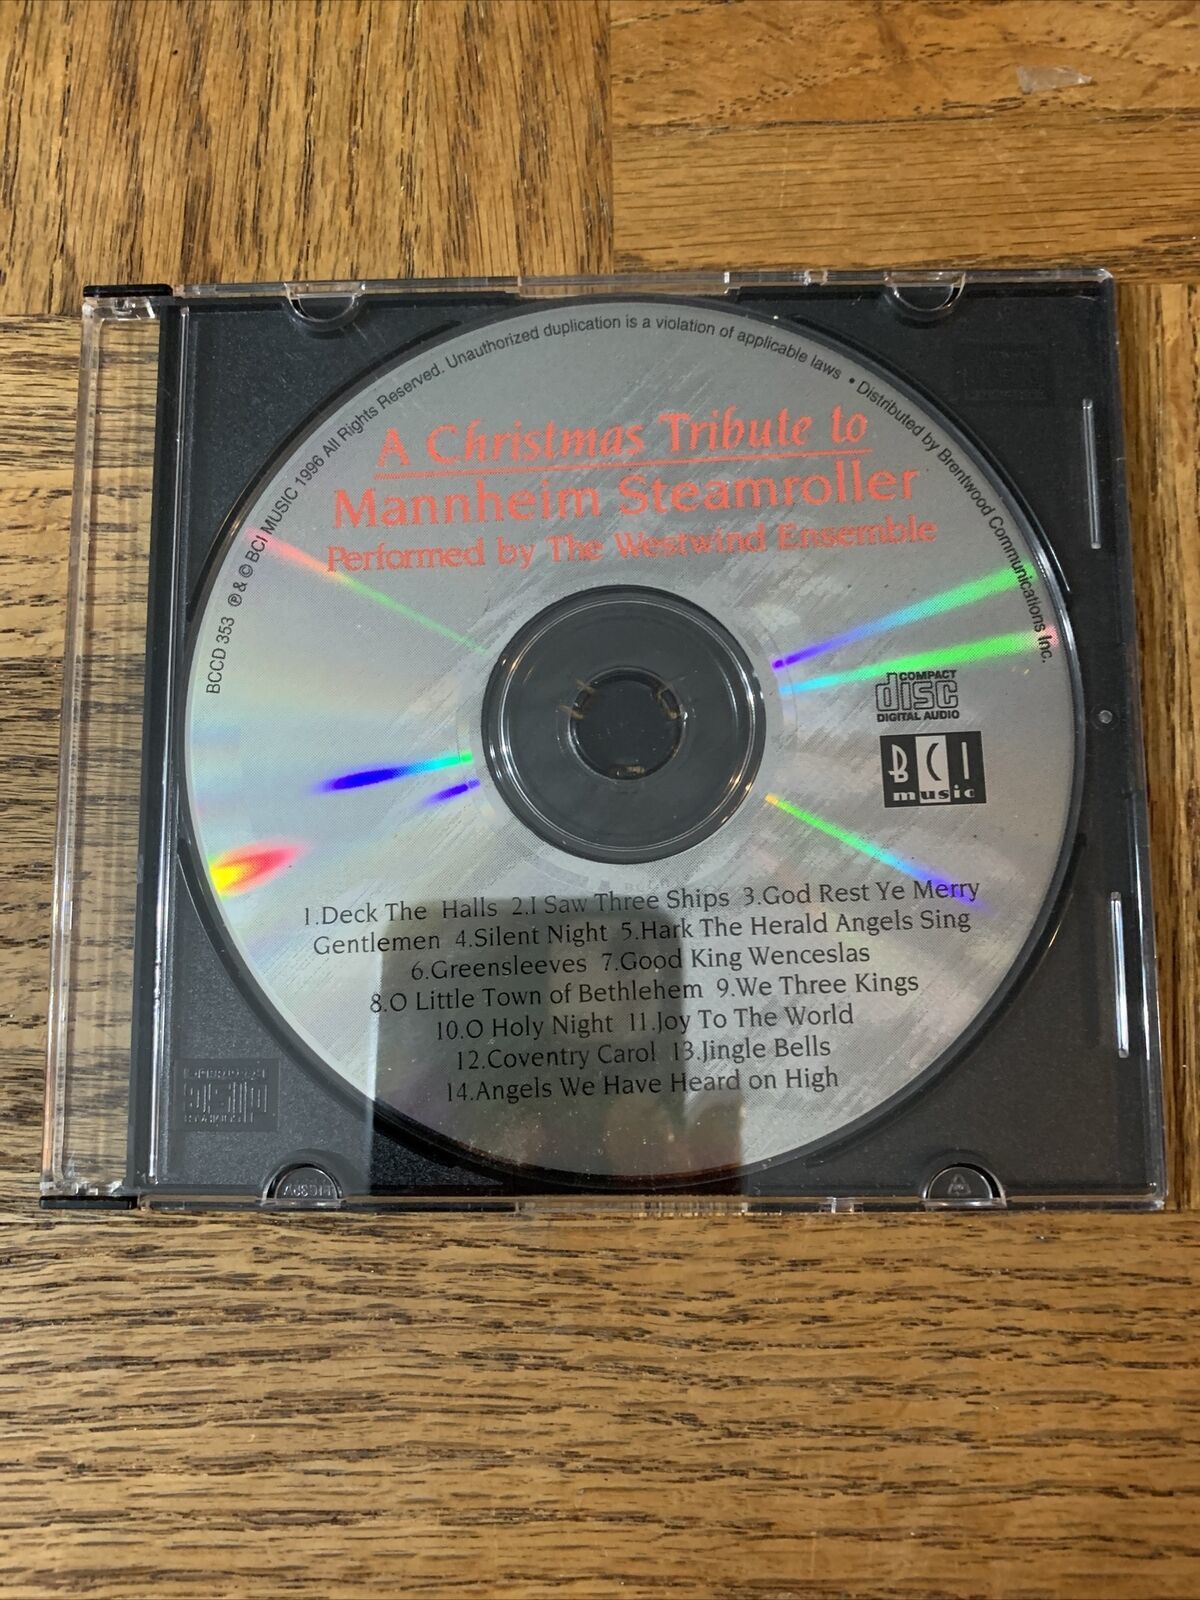 BCCD 353 ℗ & © BCI MUSIC 1996 All Rights Reserved. Unauthorized duplication is a violation of applicable laws • Distributed by Brentwood Communications Inc.
A Christmas Tribute to
Mannheim Steamroller
Performed by The Westwind Ensemble
COMPACT
disc
DIGITAL AUDIO
BCI
music
1.Deck The Halls 2.I Saw Three Ships 3.God Rest Ye Merry
Gentlemen 4.Silent Night 5.Hark The Herald Angels Sing
6.Greensleeves 7.Good King Wenceslas
8.O Little Town of Bethlehem 9.We Three Kings
10.O Holy Night 11.Joy To The World
12.Coventry Carol 13.Jingle Bells
14.Angels We Have Heard on High